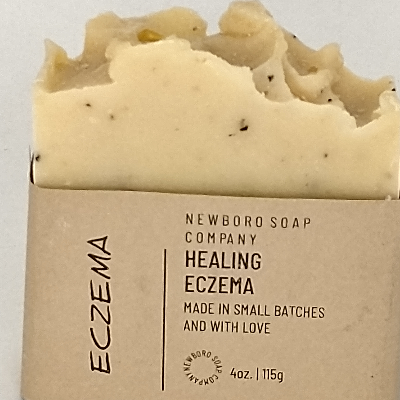 ECZEMA
NEWBORO SOAP
COMPANY
HEALING
ECZEMA
MADE IN SMALL BATCHES
AND WITH LOVE
NEWBORO SOAP COMPANY
4oz. | 115g